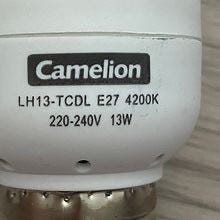 Camelion
LH13-TCDL E27 4200K
220-240V 13W